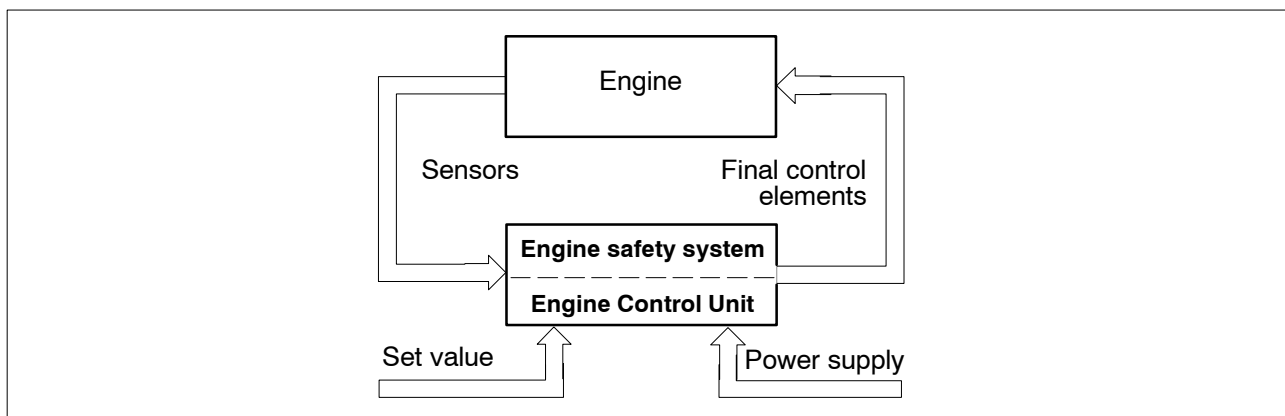 Engine
Sensors
Final control
elements
Engine safety system
Engine Control Unit
Set value
Power supply